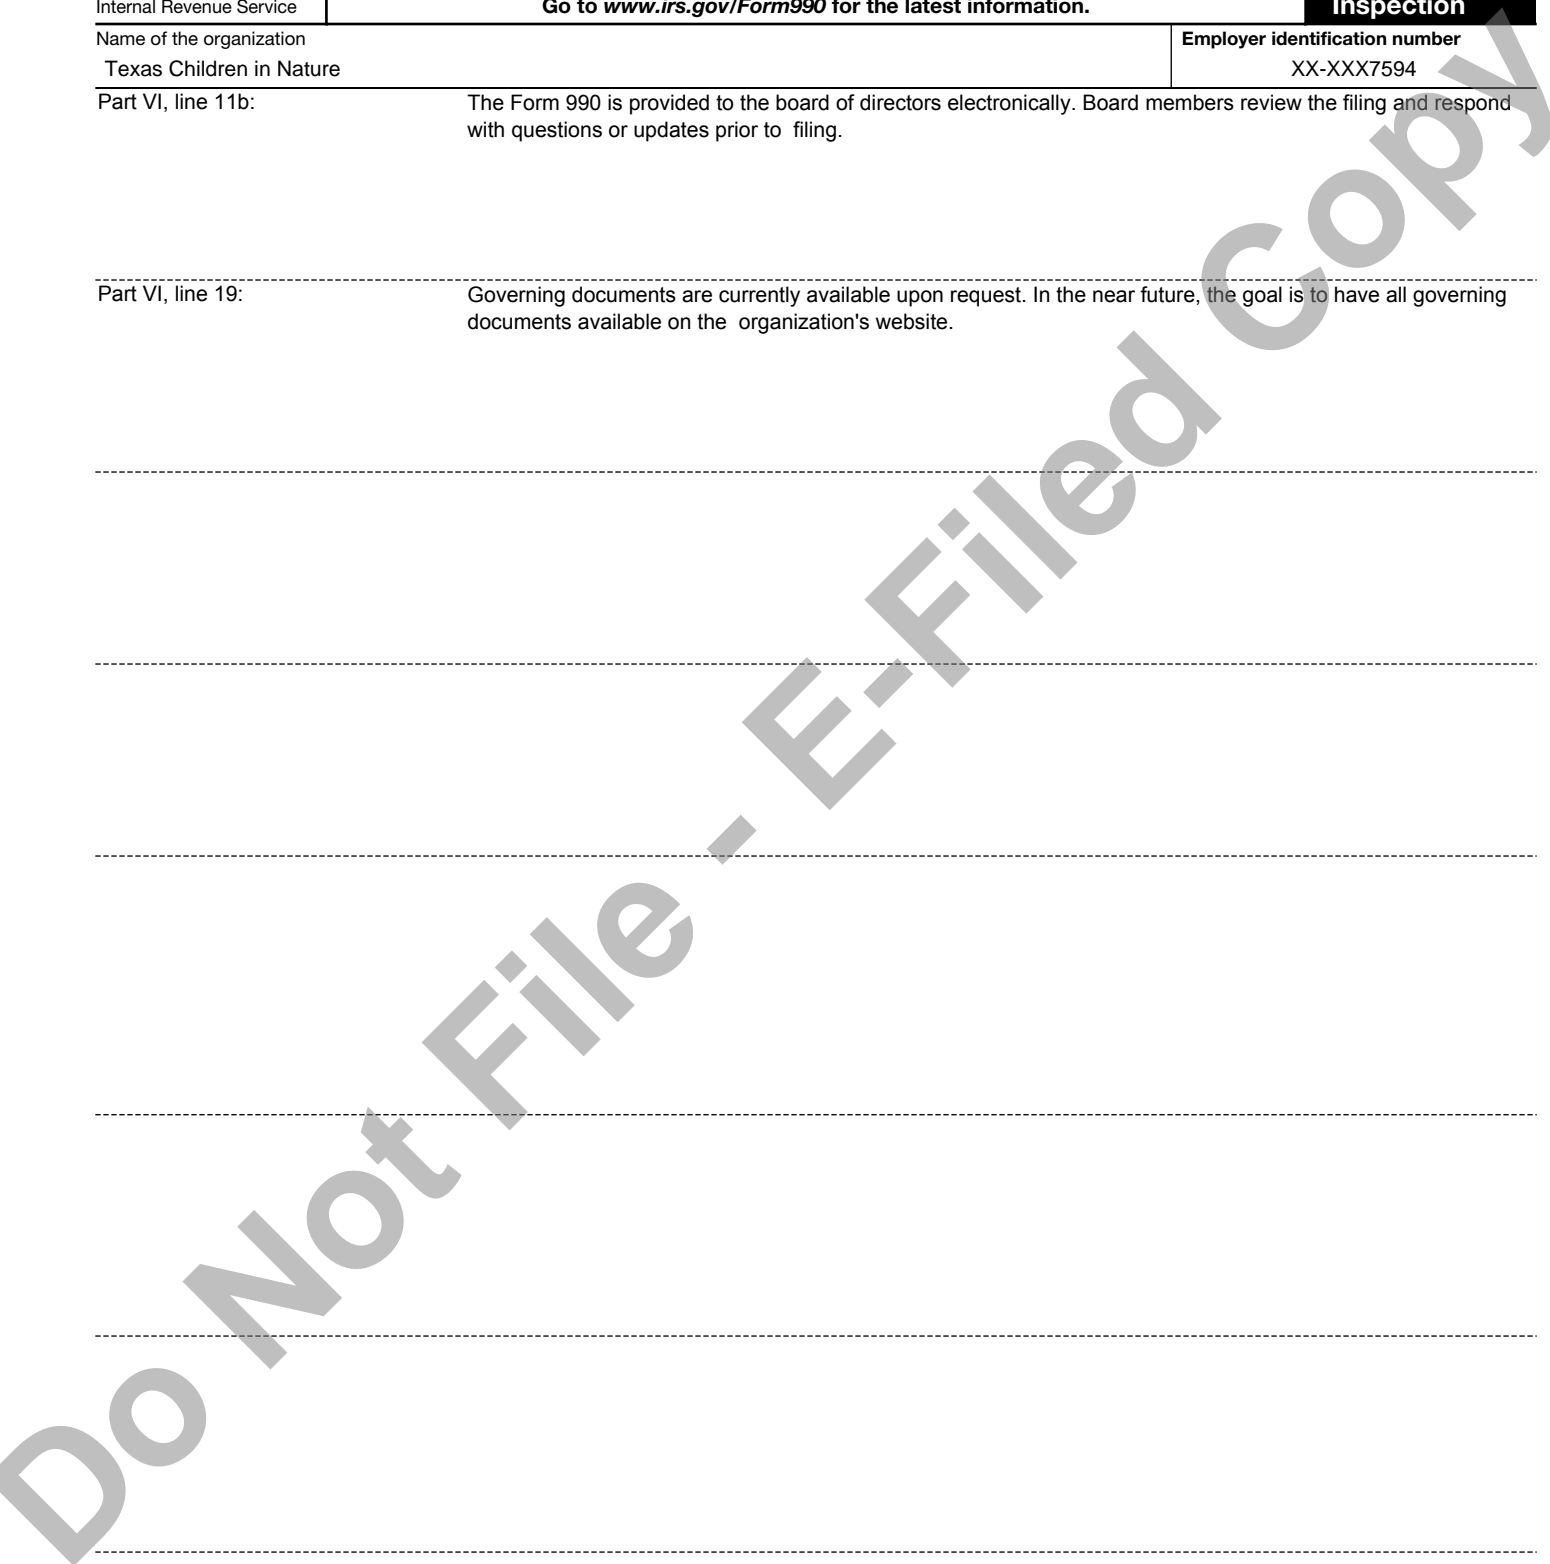 Internal Revenue Service
Go to www.irs.gov/Form990 for the latest information.
Inspection
Name of the organization
Employer identification number
Texas Children in Nature
XX-XXX7594
Part VI, line 11b:
The Form 990 is provided to the board of directors electronically. Board members review the filing and respond
with questions or updates prior to  filing.
Part VI, line 19:
Governing documents are currently available upon request. In the near future, the goal is to have all governing
documents available on the  organization's website.
Do Not File - E-Filed Copy